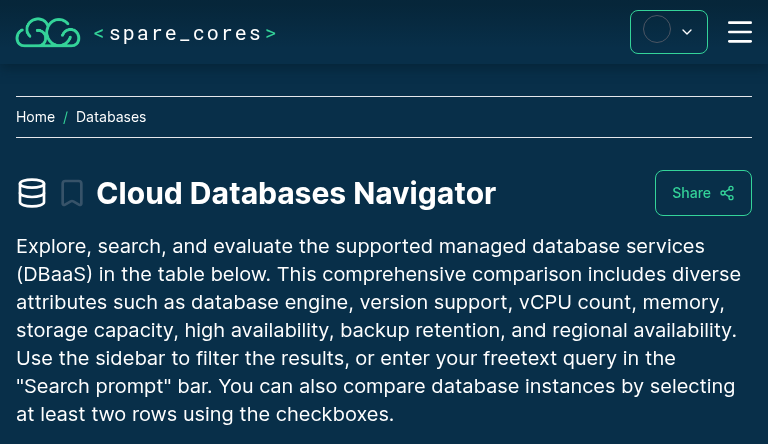 <spare_cores>
Home / Databases
Cloud Databases Navigator
Share
Explore, search, and evaluate the supported managed database services
(DBaaS) in the table below. This comprehensive comparison includes diverse
attributes such as database engine, version support, vCPU count, memory,
storage capacity, high availability, backup retention, and regional availability.
Use the sidebar to filter the results, or enter your freetext query in the
"Search prompt" bar. You can also compare database instances by selecting
at least two rows using the checkboxes.